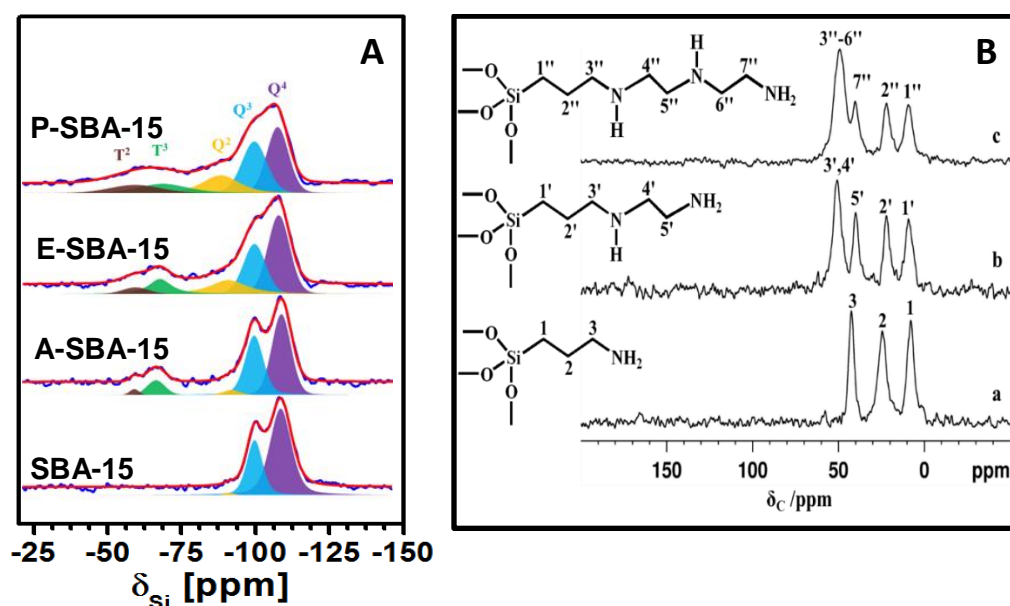 A
P-SBA-15
T²
T³
Q²
Q³
Q⁴
E-SBA-15
A-SBA-15
SBA-15
-25 -50 -75 -100 -125 -150
δSi [ppm]
B
3''-6''
7''
2''
1''
c
O
O
O
Si
1''
2''
3''
N
H
4''
5''
H
N
6''
7''
NH₂
3',4'
5'
2'
1'
b
O
O
O
Si
1'
2'
3'
N
H
4'
5'
NH₂
3
2
1
a
O
O
O
Si
1
2
3
NH₂
150 100 50 0 ppm
δC /ppm